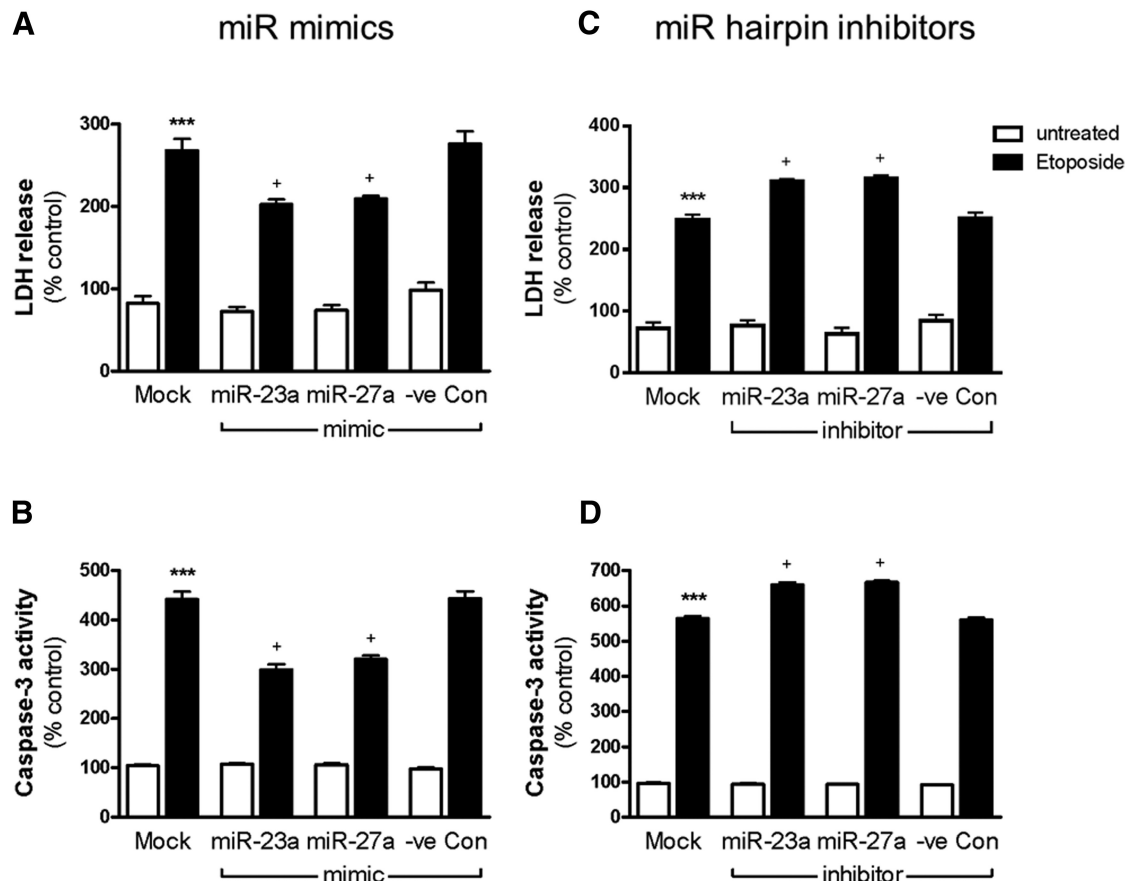 A
miR mimics
LDH release
(% control)
300
200
100
0
***
+
+
Mock
miR-23a
miR-27a
-ve Con
mimic
C
miR hairpin inhibitors
untreated
Etoposide
LDH release
(% control)
400
300
200
100
0
***
+
+
Mock
miR-23a
miR-27a
-ve Con
inhibitor
B
Caspase-3 activity
(% control)
500
400
300
200
100
0
***
+
+
Mock
miR-23a
miR-27a
-ve Con
mimic
D
Caspase-3 activity
(% control)
700
600
500
400
300
200
100
0
***
+
+
Mock
miR-23a
miR-27a
-ve Con
inhibitor